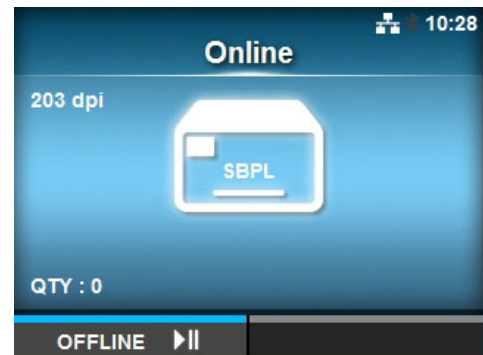 10:28
Online
203 dpi
SBPL
QTY : 0
OFFLINE